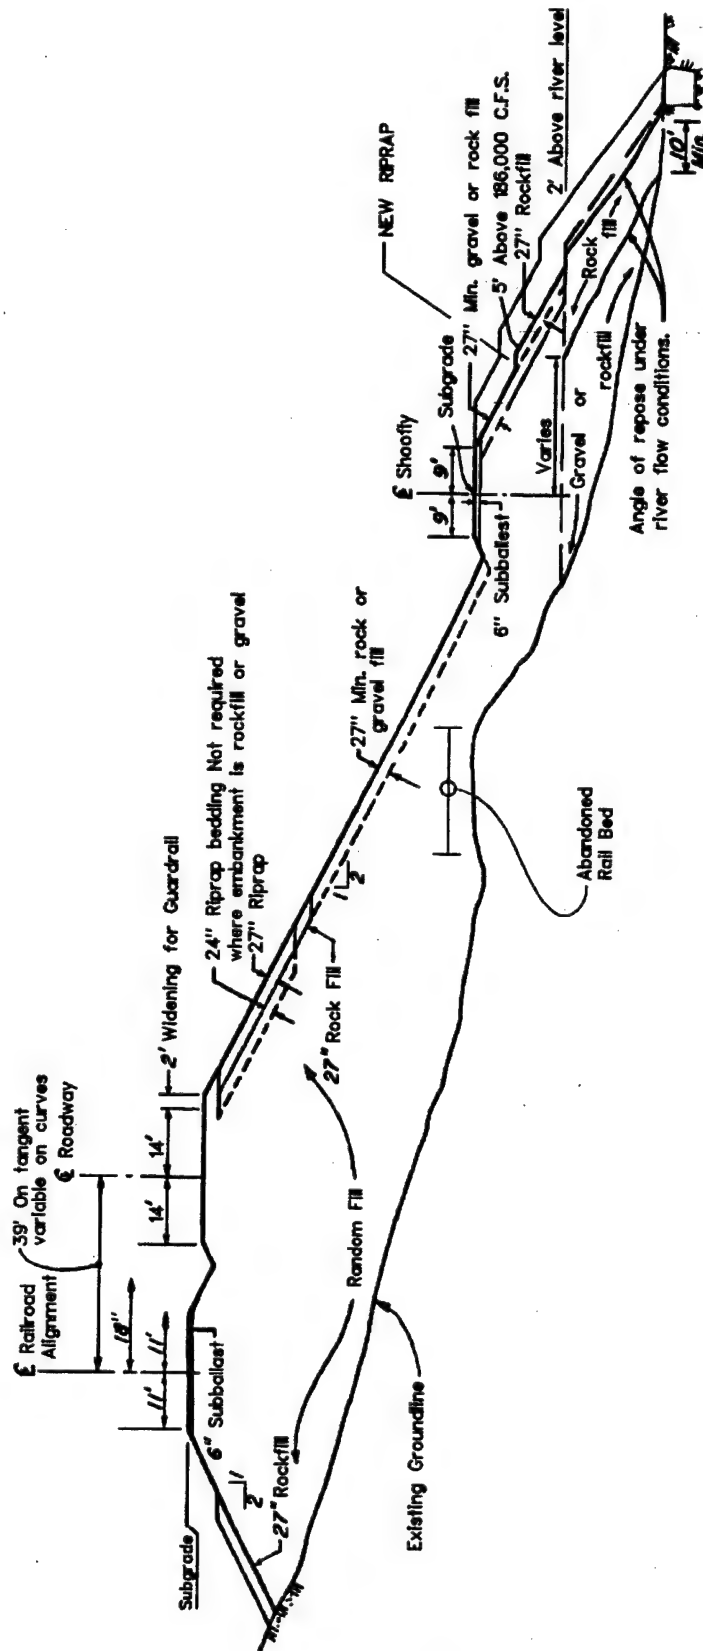 ℄ Railroad
Alignment
39' On tangent
variable on curves
℄ Roadway
18"
11'
11'
14'
14'
2' Widening for Guardrail
24" Riprap bedding Not required
where embankment is rockfill or gravel
27" Riprap
Subgrade
6" Subballast
1
2
27" Rockfill
Random Fill
27" Rock Fill
1
2
27" Min. rock or
gravel fill
Existing Groundline
Abandoned
Rail Bed
℄ Shoofly
9'
9'
Subgrade
6" Subballast
NEW RIPRAP
27" Min. gravel or rock fill
5' Above 186,000 C.F.S.
27" Rockfill
2' Above river level
Varies
Rock fill
Gravel or rockfill
Angle of repose under
river flow conditions.
10'
Min.